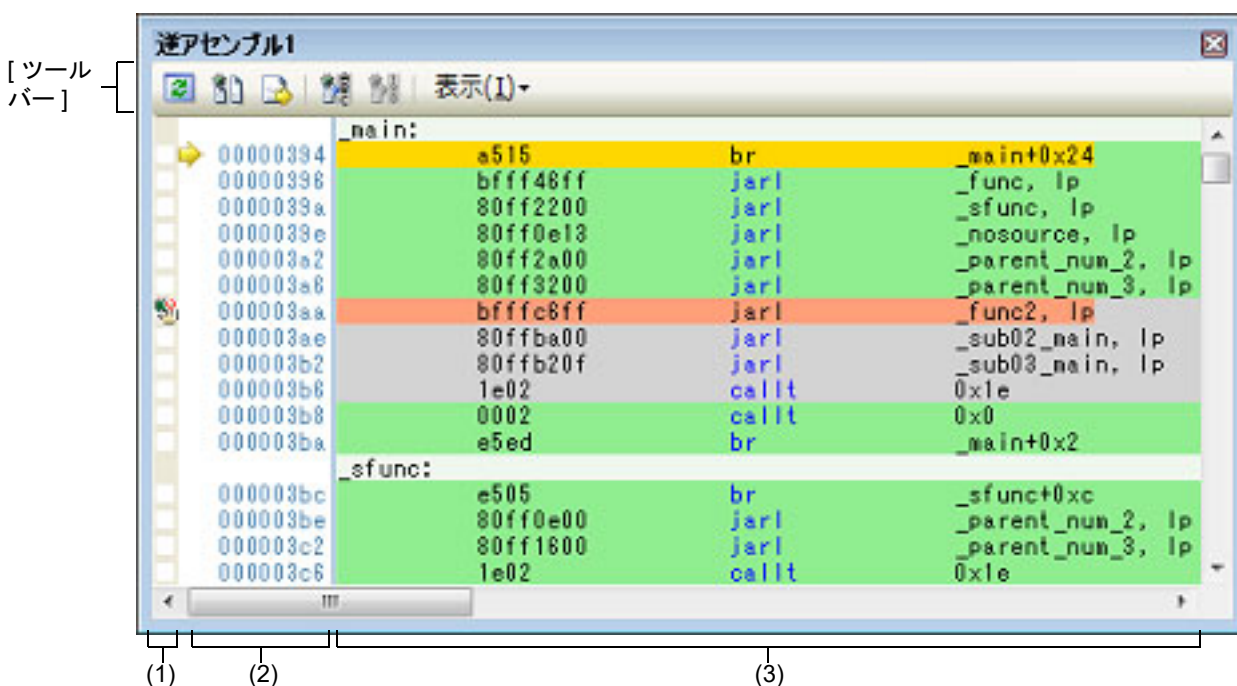 逆アセンブル1
[ ツール
バー ]
表示(I)
_main:
00000394 a515 br _main+0x24
00000396 bfff46ff jarl _func, lp
0000039a 80ff2200 jarl _sfunc, lp
0000039e 80ff0e13 jarl _nosource, lp
000003a2 80ff2a00 jarl _parent_num_2, lp
000003a6 80ff3200 jarl _parent_num_3, lp
000003aa bfffc6ff jarl _func2, lp
000003ae 80ffba00 jarl _sub02_main, lp
000003b2 80ffb20f jarl _sub03_main, lp
000003b6 1e02 callt 0x1e
000003b8 0002 callt 0x0
000003ba e5ed br _main+0x2
_sfunc:
000003bc e505 br _sfunc+0xc
000003be 80ff0e00 jarl _parent_num_2, lp
000003c2 80ff1600 jarl _parent_num_3, lp
000003c6 1e02 callt 0x1e
(1) (2) (3)